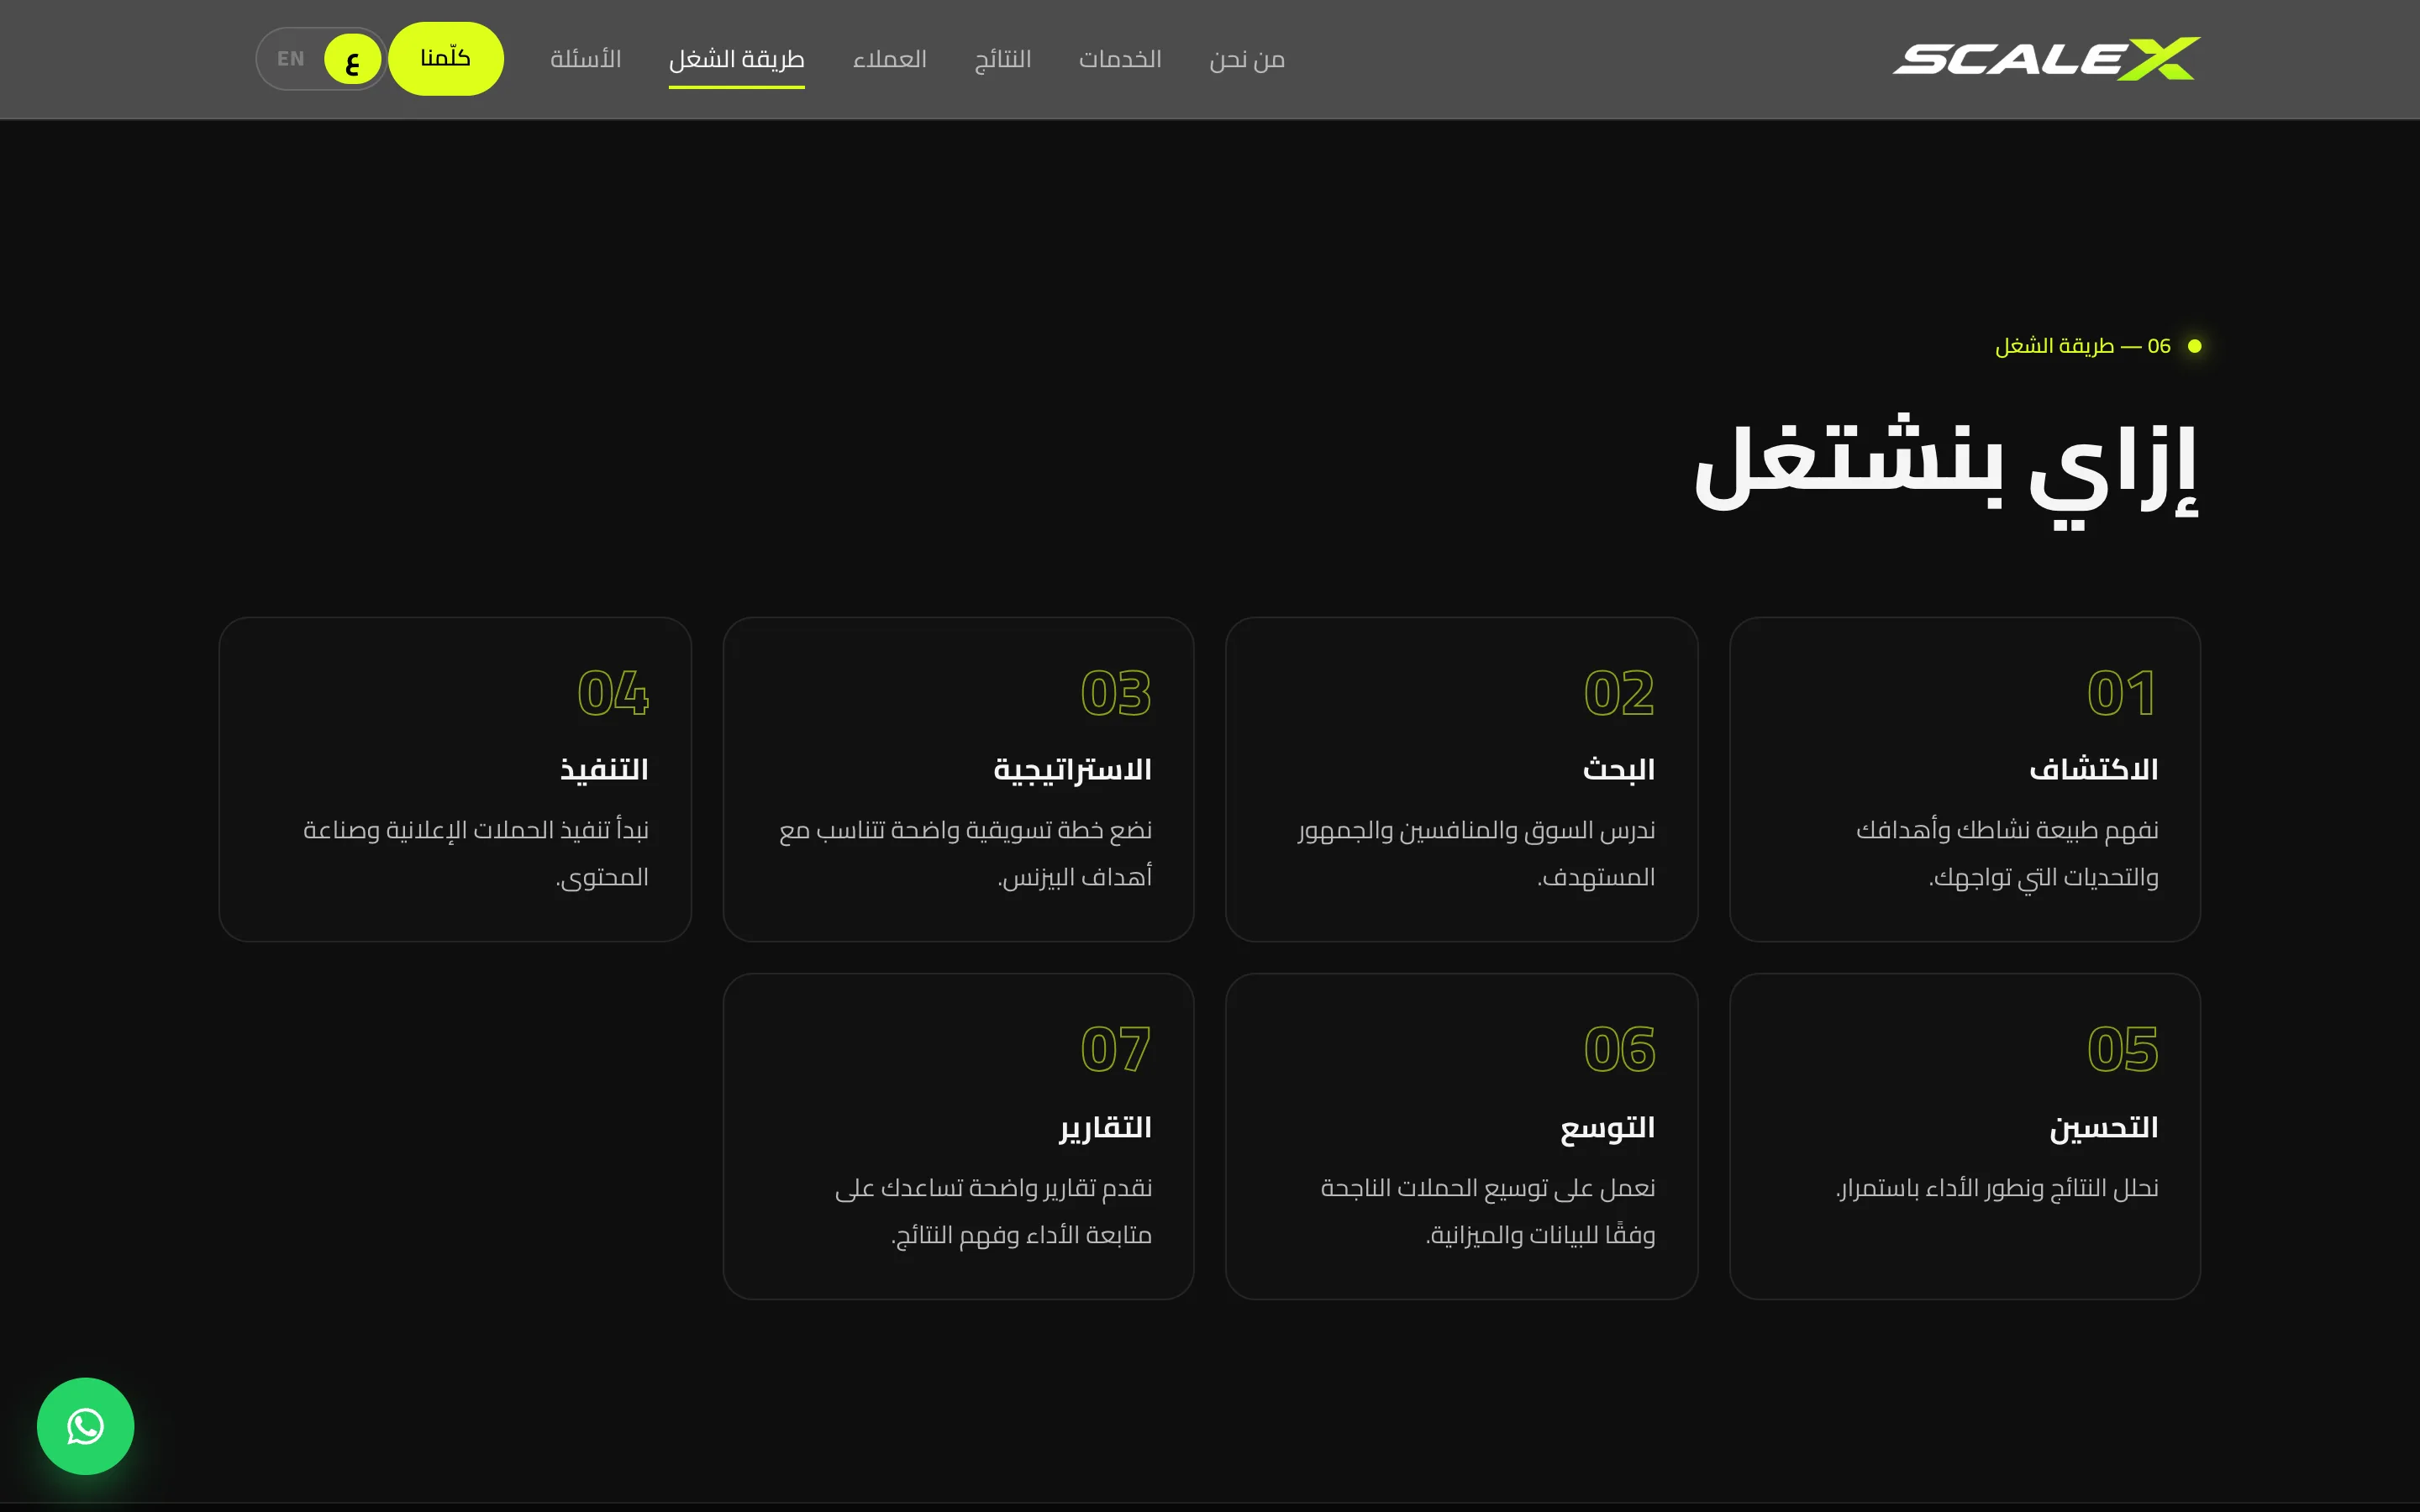 SCALEX
من نحن
الخدمات
النتائج
العملاء
طريقة الشغل
الأسئلة
كلّمنا
ع
EN
06 — طريقة الشغل
إزاي بنشتغل
01
الاكتشاف
نفهم طبيعة نشاطك وأهدافك
والتحديات التي تواجهك.
02
البحث
ندرس السوق والمنافسين والجمهور
المستهدف.
03
الاستراتيجية
نضع خطة تسويقية واضحة تتناسب مع
أهداف البيزنس.
04
التنفيذ
نبدأ تنفيذ الحملات الإعلانية وصناعة
المحتوى.
05
التحسين
نحلل النتائج ونطور الأداء باستمرار.
06
التوسع
نعمل على توسيع الحملات الناجحة
وفقًا للبيانات والميزانية.
07
التقارير
نقدم تقارير واضحة تساعدك على
متابعة الأداء وفهم النتائج.